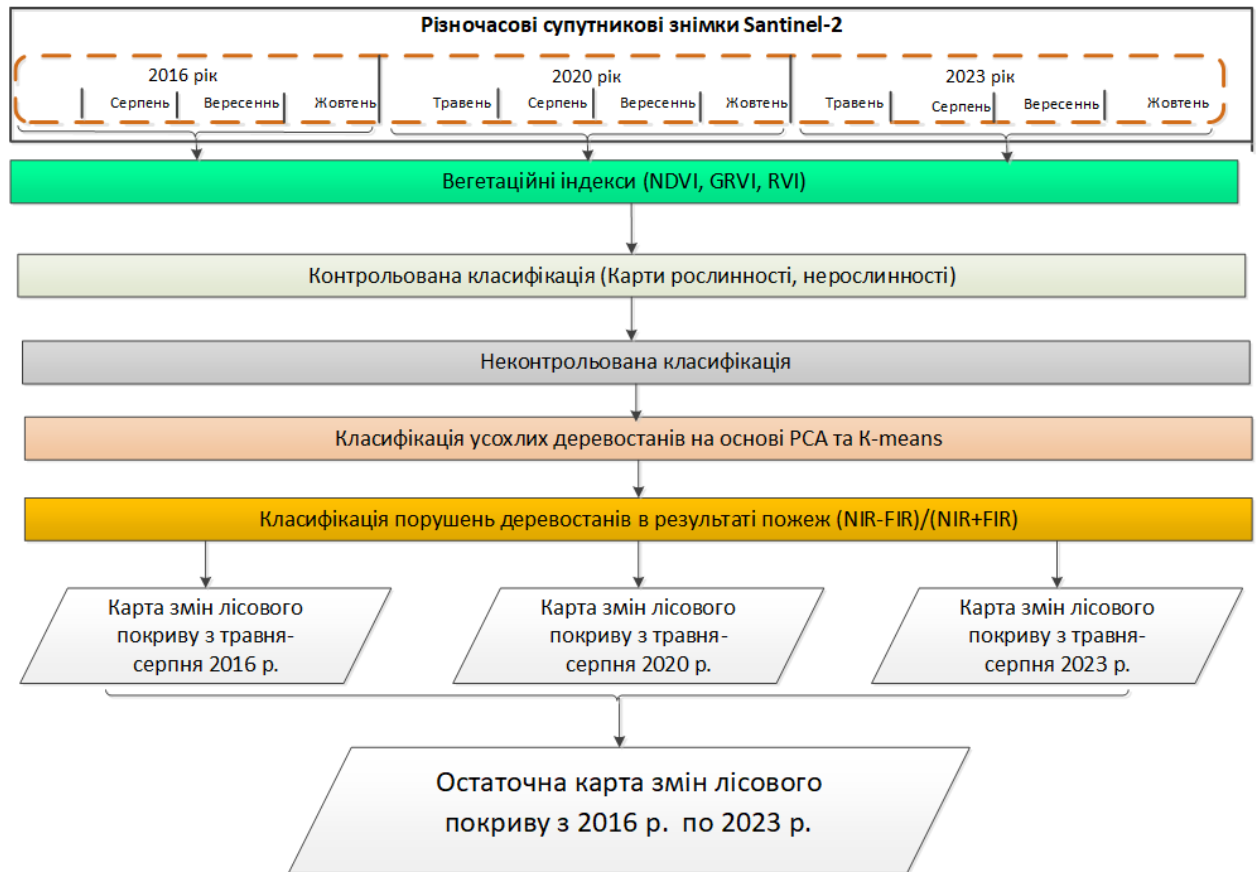 Різночасові супутникові знімки Santinel-2
2016 рік 2020 рік 2023 рік
Серпень Вересеннь Жовтень Травень Серпень Вересеннь Жовтень Травень Серпень Вересеннь Жовтень
Вегетаційні індекси (NDVI, GRVI, RVI)
Контрольована класифікація (Карти рослинності, нерослинності)
Неконтрольована класифікація
Класифікація усохлих деревостанів на основі PCA та K-means
Класифікація порушень деревостанів в результаті пожеж (NIR-FIR)/(NIR+FIR)
Карта змін лісового
покриву з травня-
серпня 2016 р.
Карта змін лісового
покриву з травня-
серпня 2020 р.
Карта змін лісового
покриву з травня-
серпня 2023 р.
Остаточна карта змін лісового
покриву з 2016 р. по 2023 р.